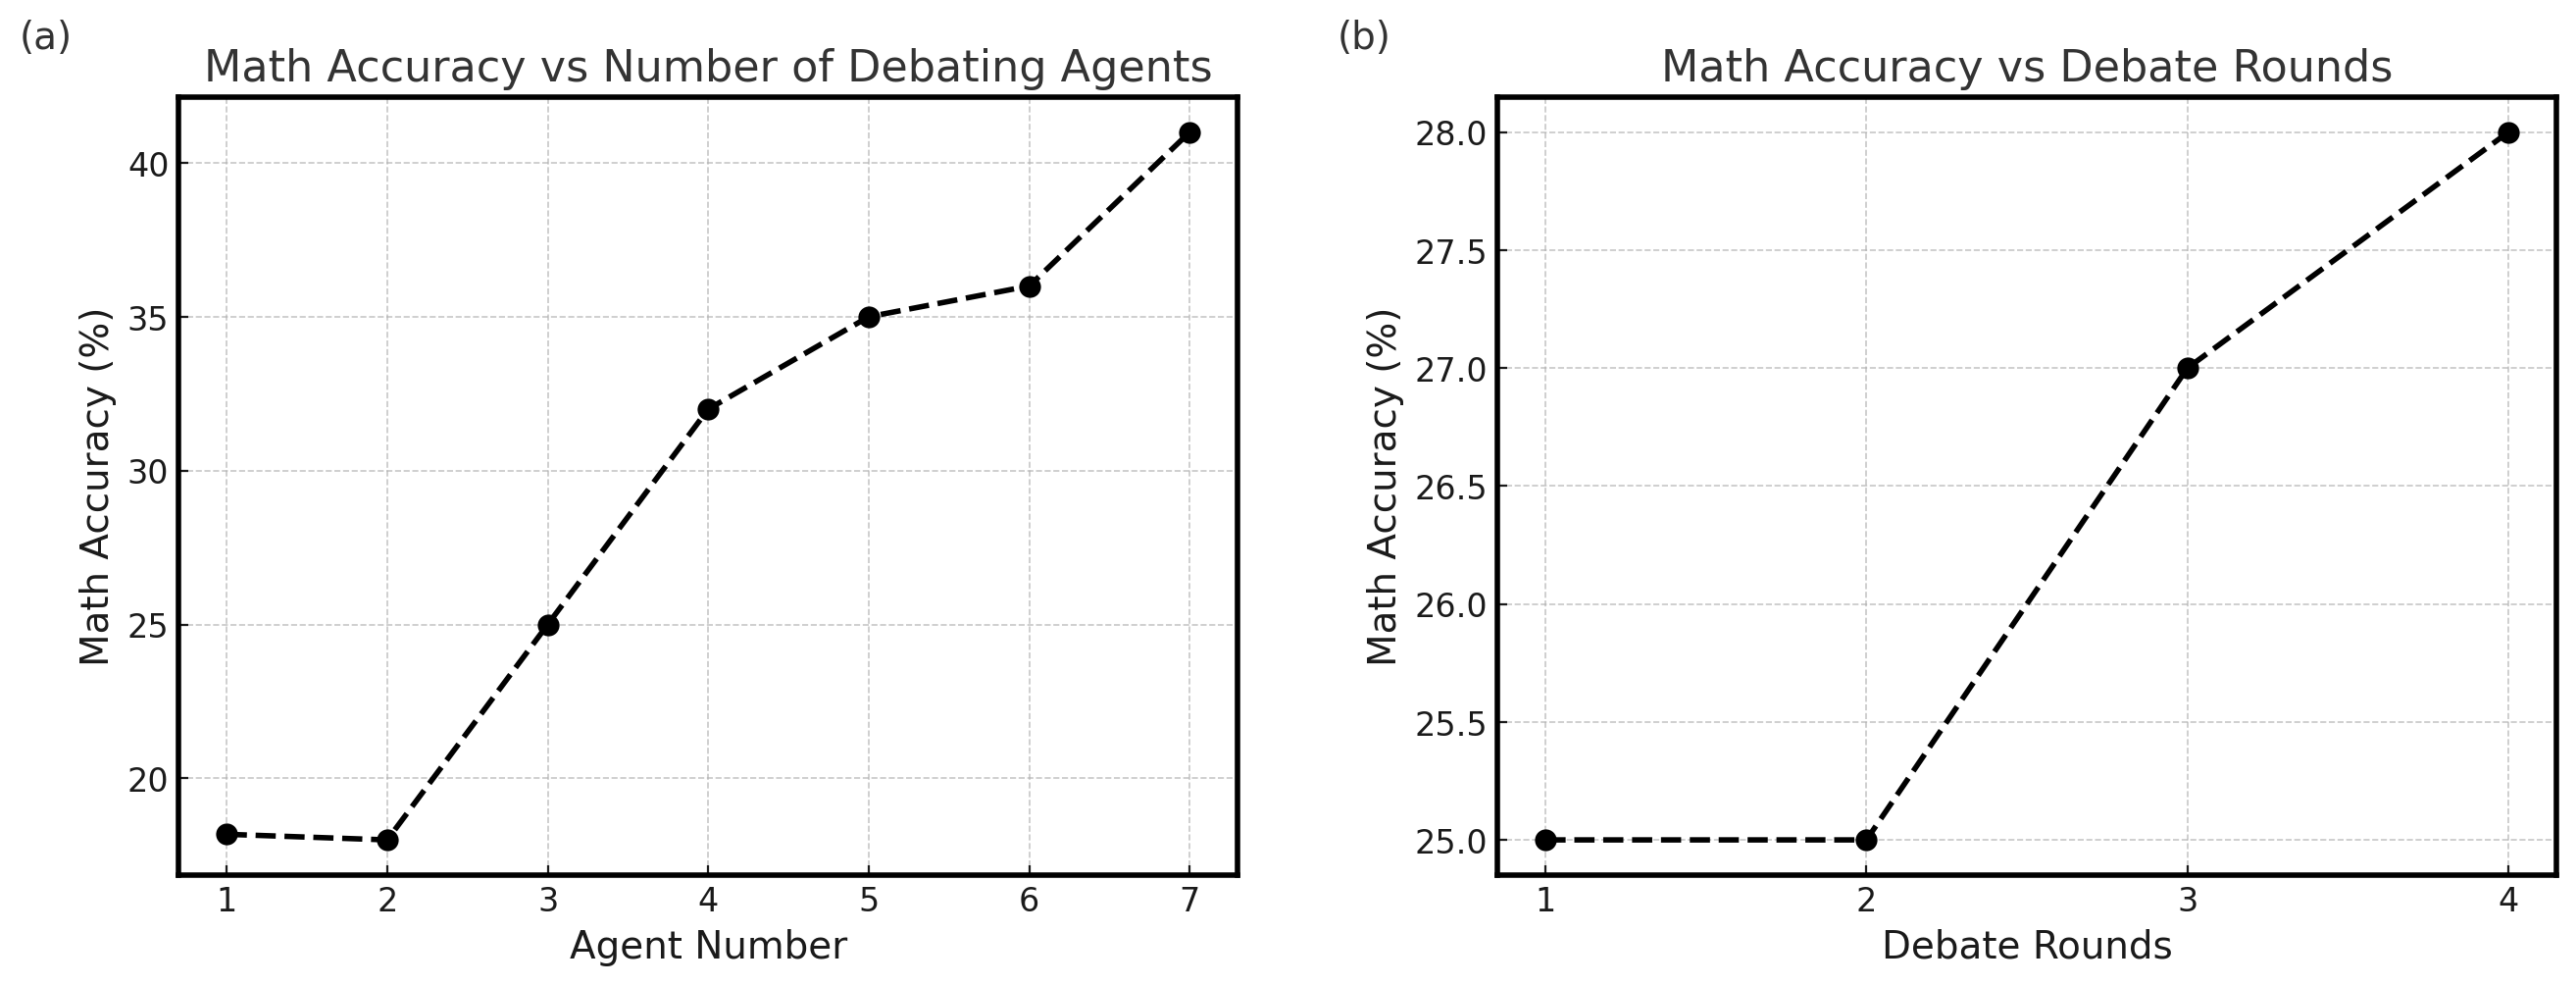 (a)
Math Accuracy vs Number of Debating Agents
Math Accuracy (%)
40
35
30
25
20
1 2 3 4 5 6 7
Agent Number
(b)
Math Accuracy vs Debate Rounds
Math Accuracy (%)
28.0
27.5
27.0
26.5
26.0
25.5
25.0
1 2 3 4
Debate Rounds